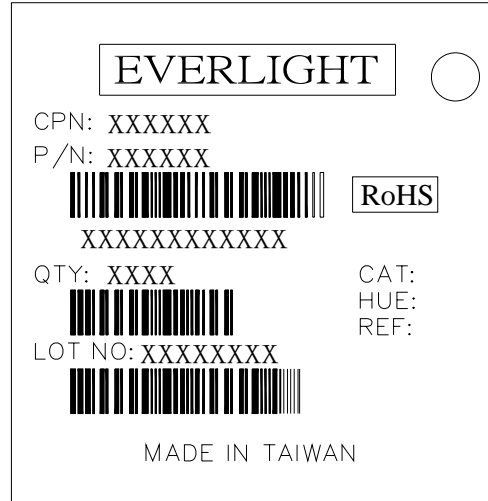 EVERLIGHT
CPN: XXXXXX
P/N: XXXXXX
RoHS
XXXXXXXXXXXX
QTY: XXXX
CAT:
HUE:
REF:
LOT NO: XXXXXXXX
MADE IN TAIWAN